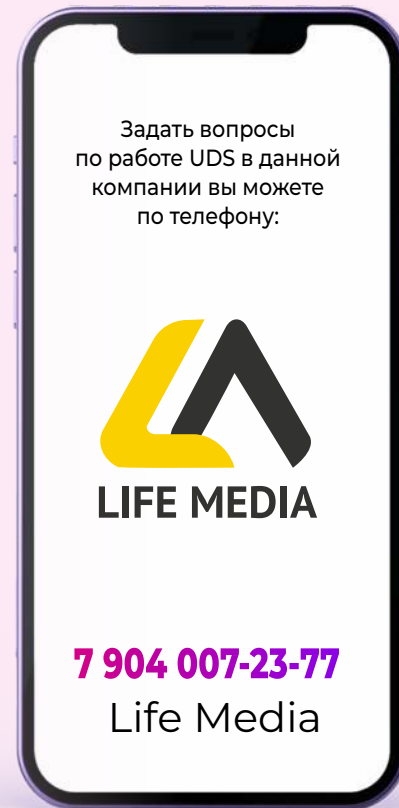 Задать вопросы
по работе UDS в данной
компании вы можете
по телефону:
LIFE MEDIA
7 904 007-23-77
Life Media